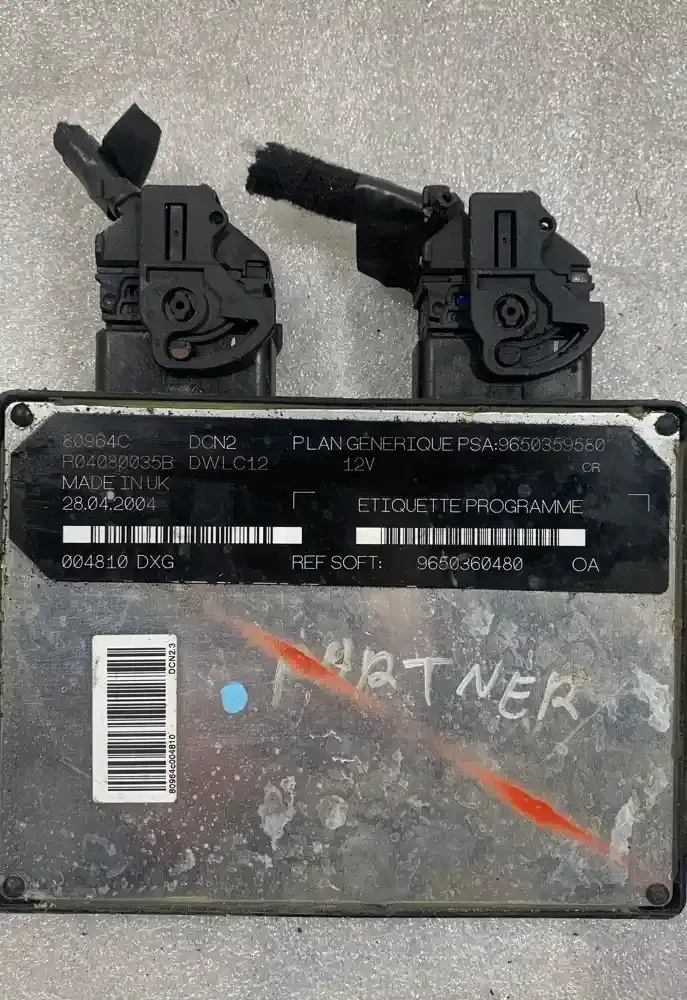 80964C DCN2 PLAN GENERIQUE PSA:9650359580
R04080035B DWLC12 12V CR
MADE IN UK
28.04.2004 ETIQUETTE PROGRAMME
004810 DXG REF SOFT: 9650360480 OA
DCN2.3
80964c004810
PARTNER